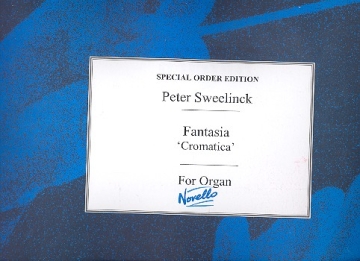 SPECIAL ORDER EDITION
Peter Sweelinck
Fantasia
'Cromatica'
For Organ
Novello